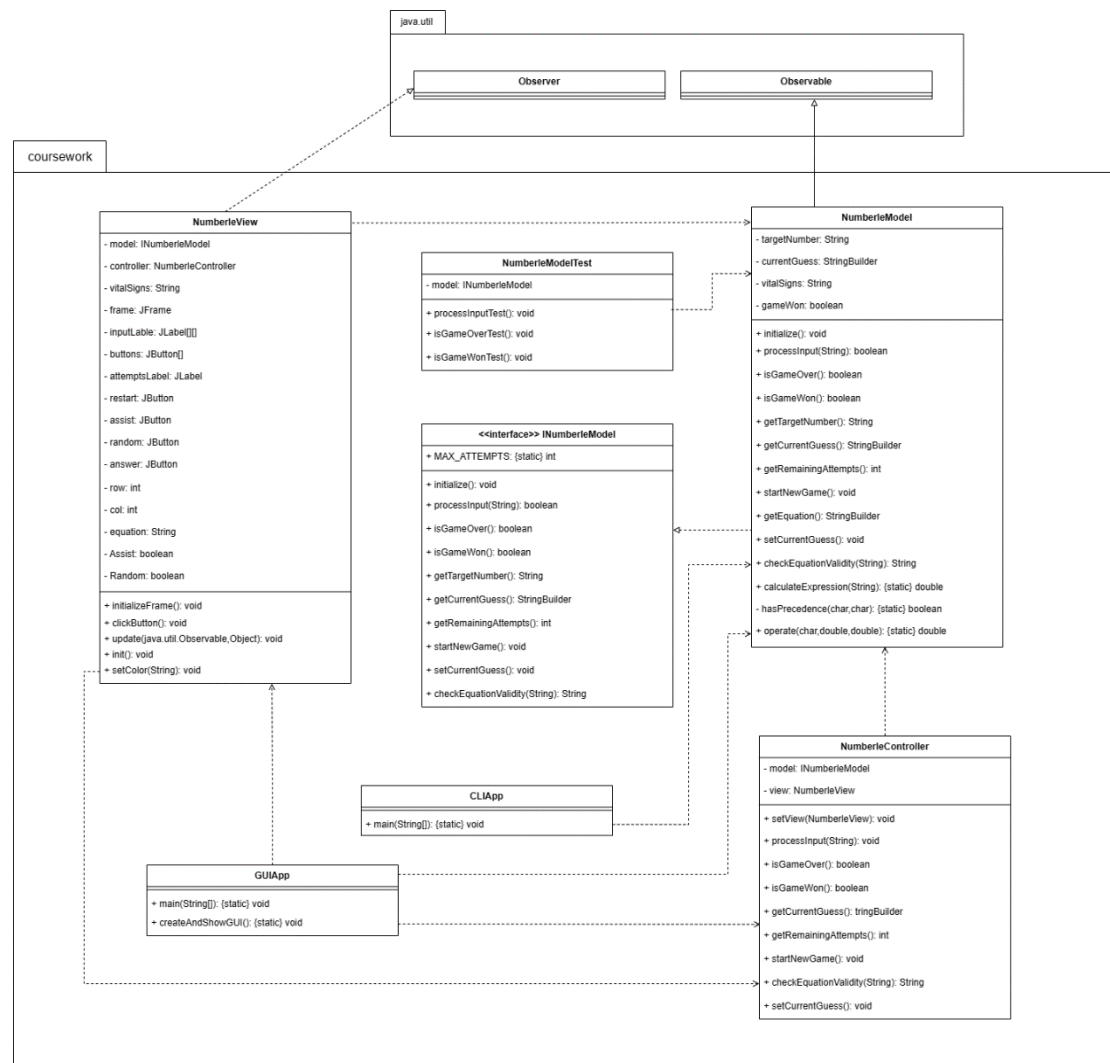 java.util
Observer
Observable
coursework
NumberleView
- model: INumberleModel
- controller: NumberleController
- vitalSigns: String
- frame: JFrame
- inputLable: JLabel[][]
- buttons: JButton[]
- attemptsLabel: JLabel
- restart: JButton
- assist: JButton
- random: JButton
- answer: JButton
- row: int
- col: int
- equation: String
- Assist: boolean
- Random: boolean
+ initializeFrame(): void
+ clickButton(): void
+ update(java.util.Observable,Object): void
+ init(): void
+ setColor(String): void
NumberleModelTest
- model: INumberleModel
+ processInputTest(): void
+ isGameOverTest(): void
+ isGameWonTest(): void
<<interface>> INumberleModel
+ MAX_ATTEMPTS: {static} int
+ initialize(): void
+ processInput(String): boolean
+ isGameOver(): boolean
+ isGameWon(): boolean
+ getTargetNumber(): String
+ getCurrentGuess(): StringBuilder
+ getRemainingAttempts(): int
+ startNewGame(): void
+ setCurrentGuess(): void
+ checkEquationValidity(String): String
NumberleModel
- targetNumber: String
- currentGuess: StringBuilder
- vitalSigns: String
- gameWon: boolean
+ initialize(): void
+ processInput(String): boolean
+ isGameOver(): boolean
+ isGameWon(): boolean
+ getTargetNumber(): String
+ getCurrentGuess(): StringBuilder
+ getRemainingAttempts(): int
+ startNewGame(): void
+ getEquation(): StringBuilder
+ setCurrentGuess(): void
+ checkEquationValidity(String): String
+ calculateExpression(String): {static} double
- hasPrecedence(char,char): {static} boolean
+ operate(char,double,double): {static} double
CLIApp
+ main(String[]): {static} void
GUIApp
+ main(String[]): {static} void
+ createAndShowGUI(): {static} void
NumberleController
- model: INumberleModel
- view: NumberleView
+ setView(NumberleView): void
+ processInput(String): void
+ isGameOver(): boolean
+ isGameWon(): boolean
+ getCurrentGuess(): tringBuilder
+ getRemainingAttempts(): int
+ startNewGame(): void
+ checkEquationValidity(String): String
+ setCurrentGuess(): void